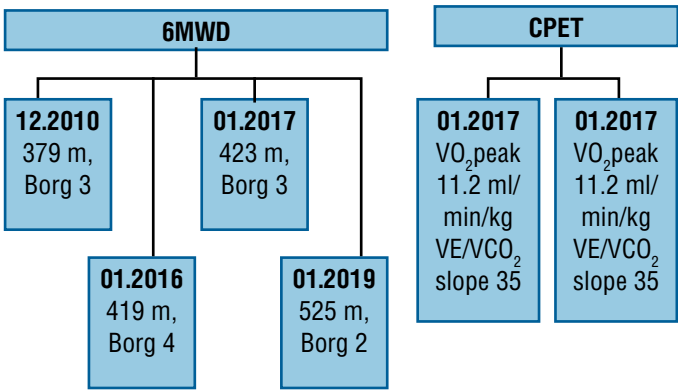 6MWD
12.2010
379 m,
Borg 3
01.2016
419 m,
Borg 4
01.2017
423 m,
Borg 3
01.2019
525 m,
Borg 2
CPET
01.2017
VO₂peak
11.2 ml/
min/kg
VE/VCO₂
slope 35
01.2017
VO₂peak
11.2 ml/
min/kg
VE/VCO₂
slope 35